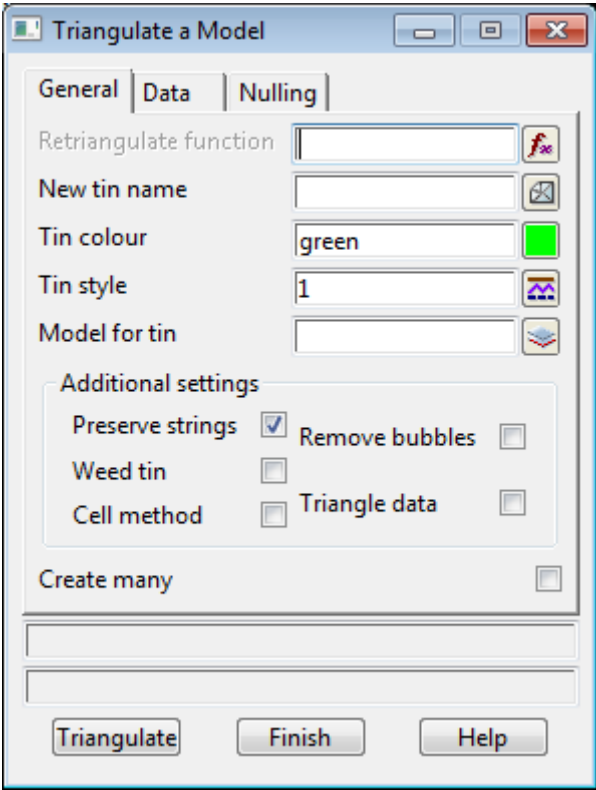 Triangulate a Model
General Data Nulling
Retriangulate function
New tin name
Tin colour green
Tin style 1
Model for tin
Additional settings
Preserve strings Remove bubbles
Weed tin
Cell method Triangle data
Create many
Triangulate Finish Help